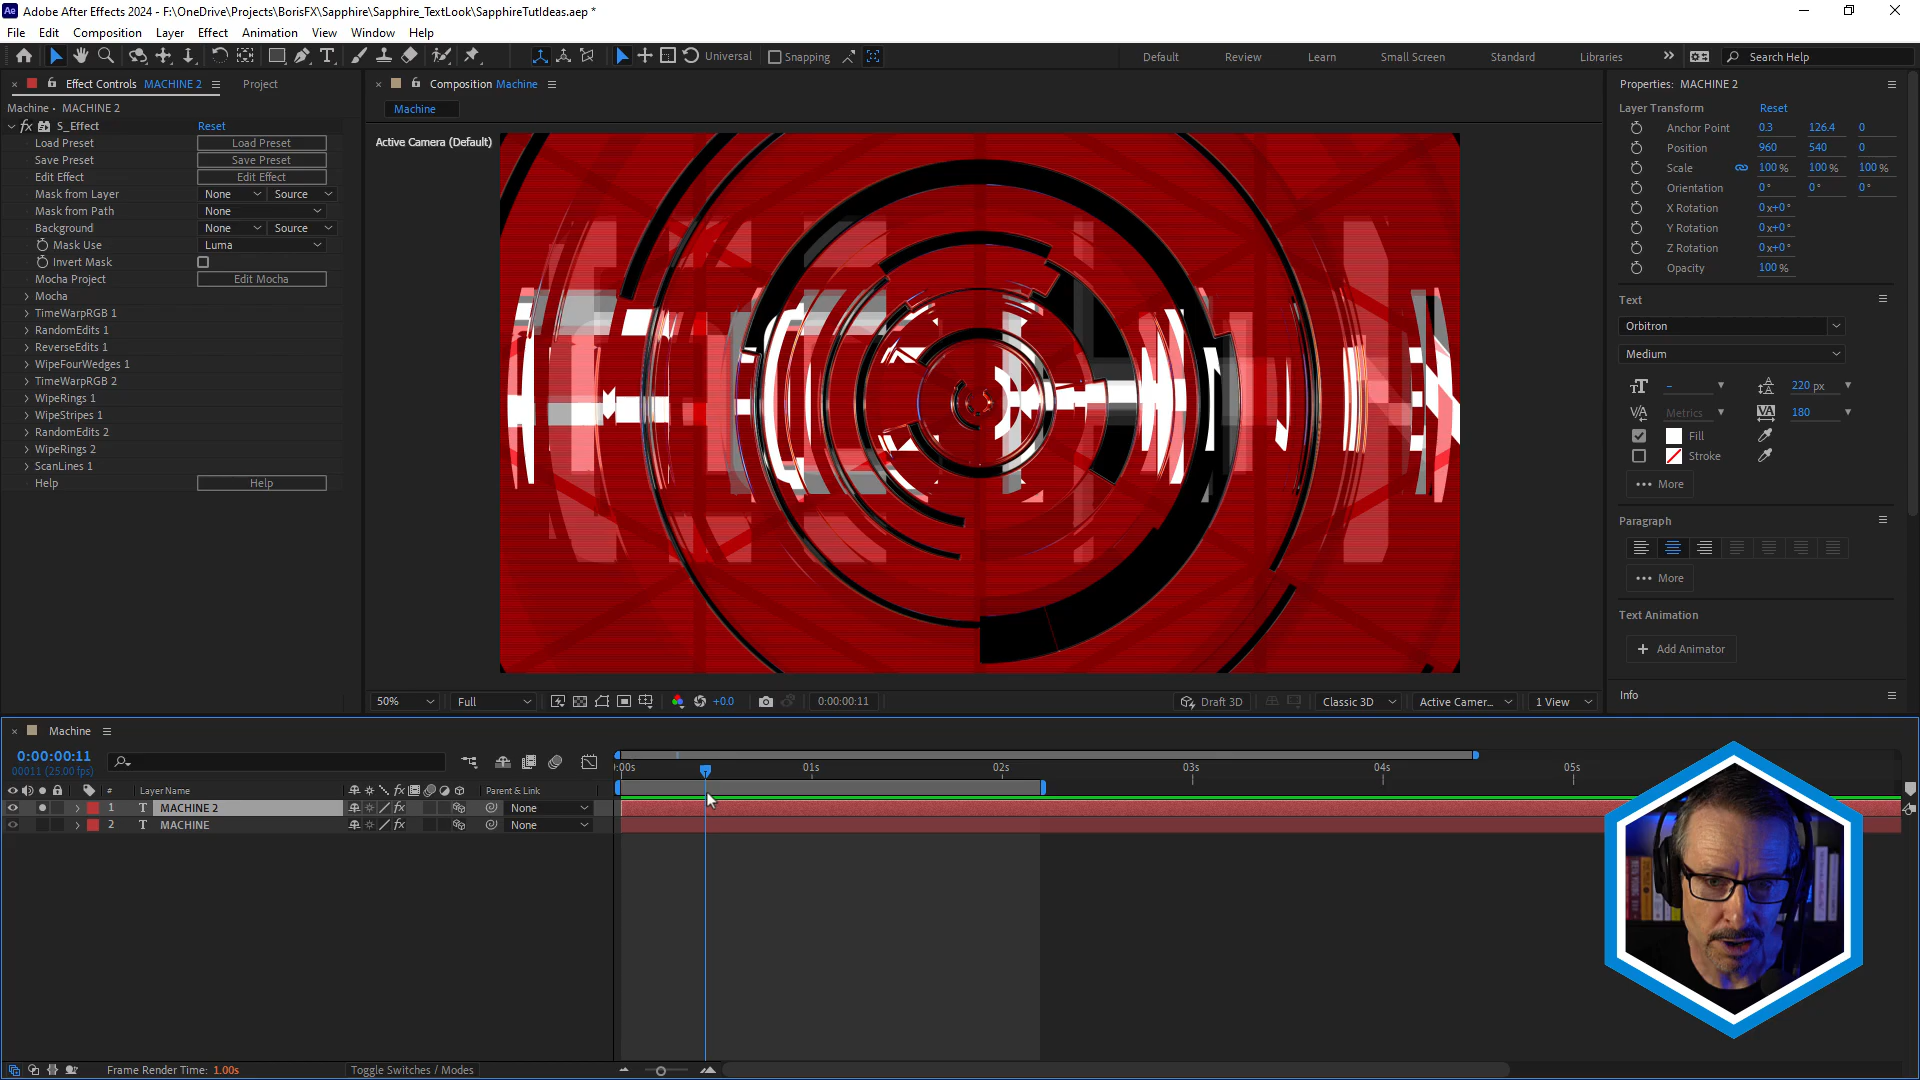 Adobe After Effects 2024 - F:\OneDrive\Projects\BorisFX\Sapphire\Sapphire_TextLook\SapphireTutIdeas.aep *
File Edit Composition Layer Effect Animation View Window Help
Universal Snapping Default Review Learn Small Screen Standard Libraries Search Help
Effect Controls MACHINE 2 Project
Machine • MACHINE 2
S_Effect Reset
Load Preset Load Preset
Save Preset Save Preset
Edit Effect Edit Effect
Mask from Layer None Source
Mask from Path None
Background None Source
Mask Use Luma
Invert Mask
Mocha Project Edit Mocha
Mocha
TimeWarpRGB 1
RandomEdits 1
ReverseEdits 1
WipeFourWedges 1
TimeWarpRGB 2
WipeRings 1
WipeStripes 1
RandomEdits 2
WipeRings 2
ScanLines 1
Help Help
Composition Machine
Machine
Active Camera (Default)
50% Full +0.0 0:00:00:11 Draft 3D Classic 3D Active Camer... 1 View
Properties: MACHINE 2
Layer Transform Reset
Anchor Point 0.3 126.4 0
Position 960 540 0
Scale 100 % 100 % 100 %
Orientation 0° 0° 0°
X Rotation 0x+0°
Y Rotation 0x+0°
Z Rotation 0x+0°
Opacity 100 %
Text
Orbitron
Medium
– 220 px
Metrics 180
Fill
Stroke
••• More
Paragraph
••• More
Text Animation
+ Add Animator
Info
Machine
0:00:00:11
00011 (25.00 fps)
:00s 01s 02s 03s 04s 05s
# Layer Name Parent & Link
1 T MACHINE 2 None
2 T MACHINE None
Frame Render Time: 1.00s Toggle Switches / Modes